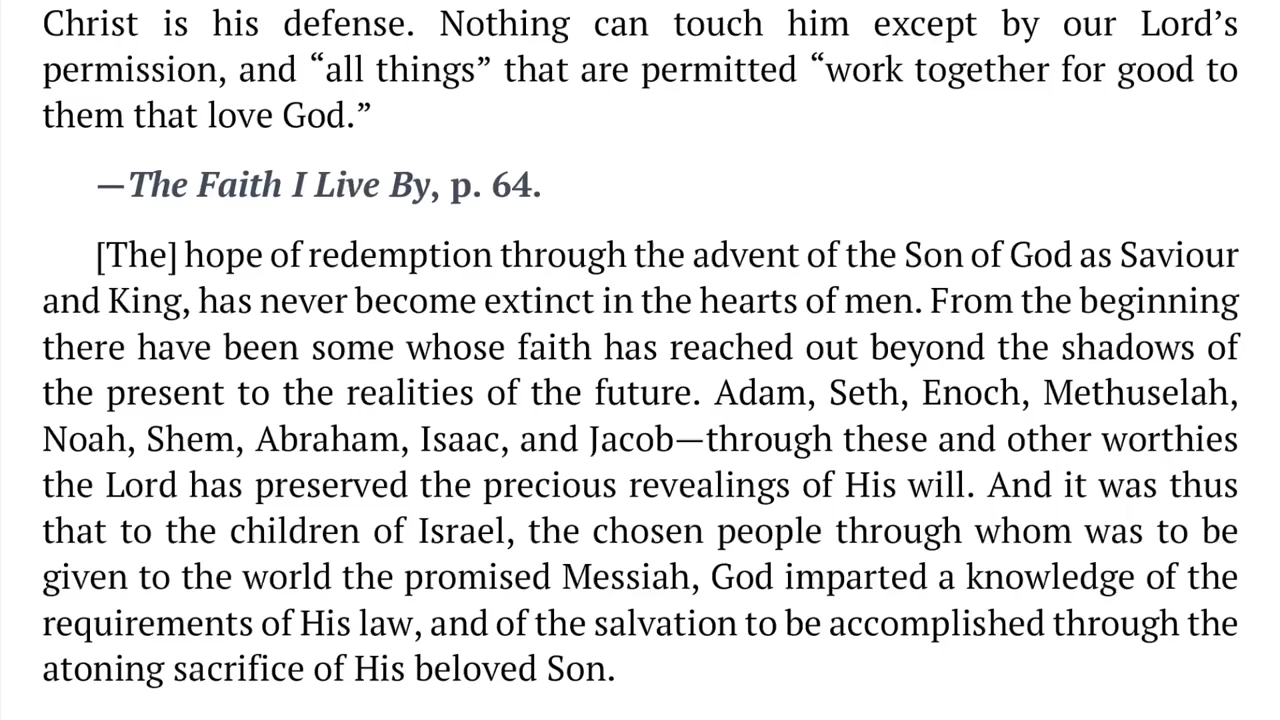 Christ is his defense. Nothing can touch him except by our Lord’s
permission, and “all things” that are permitted “work together for good to
them that love God.”
—The Faith I Live By, p. 64.
[The] hope of redemption through the advent of the Son of God as Saviour
and King, has never become extinct in the hearts of men. From the beginning
there have been some whose faith has reached out beyond the shadows of
the present to the realities of the future. Adam, Seth, Enoch, Methuselah,
Noah, Shem, Abraham, Isaac, and Jacob—through these and other worthies
the Lord has preserved the precious revealings of His will. And it was thus
that to the children of Israel, the chosen people through whom was to be
given to the world the promised Messiah, God imparted a knowledge of the
requirements of His law, and of the salvation to be accomplished through the
atoning sacrifice of His beloved Son.